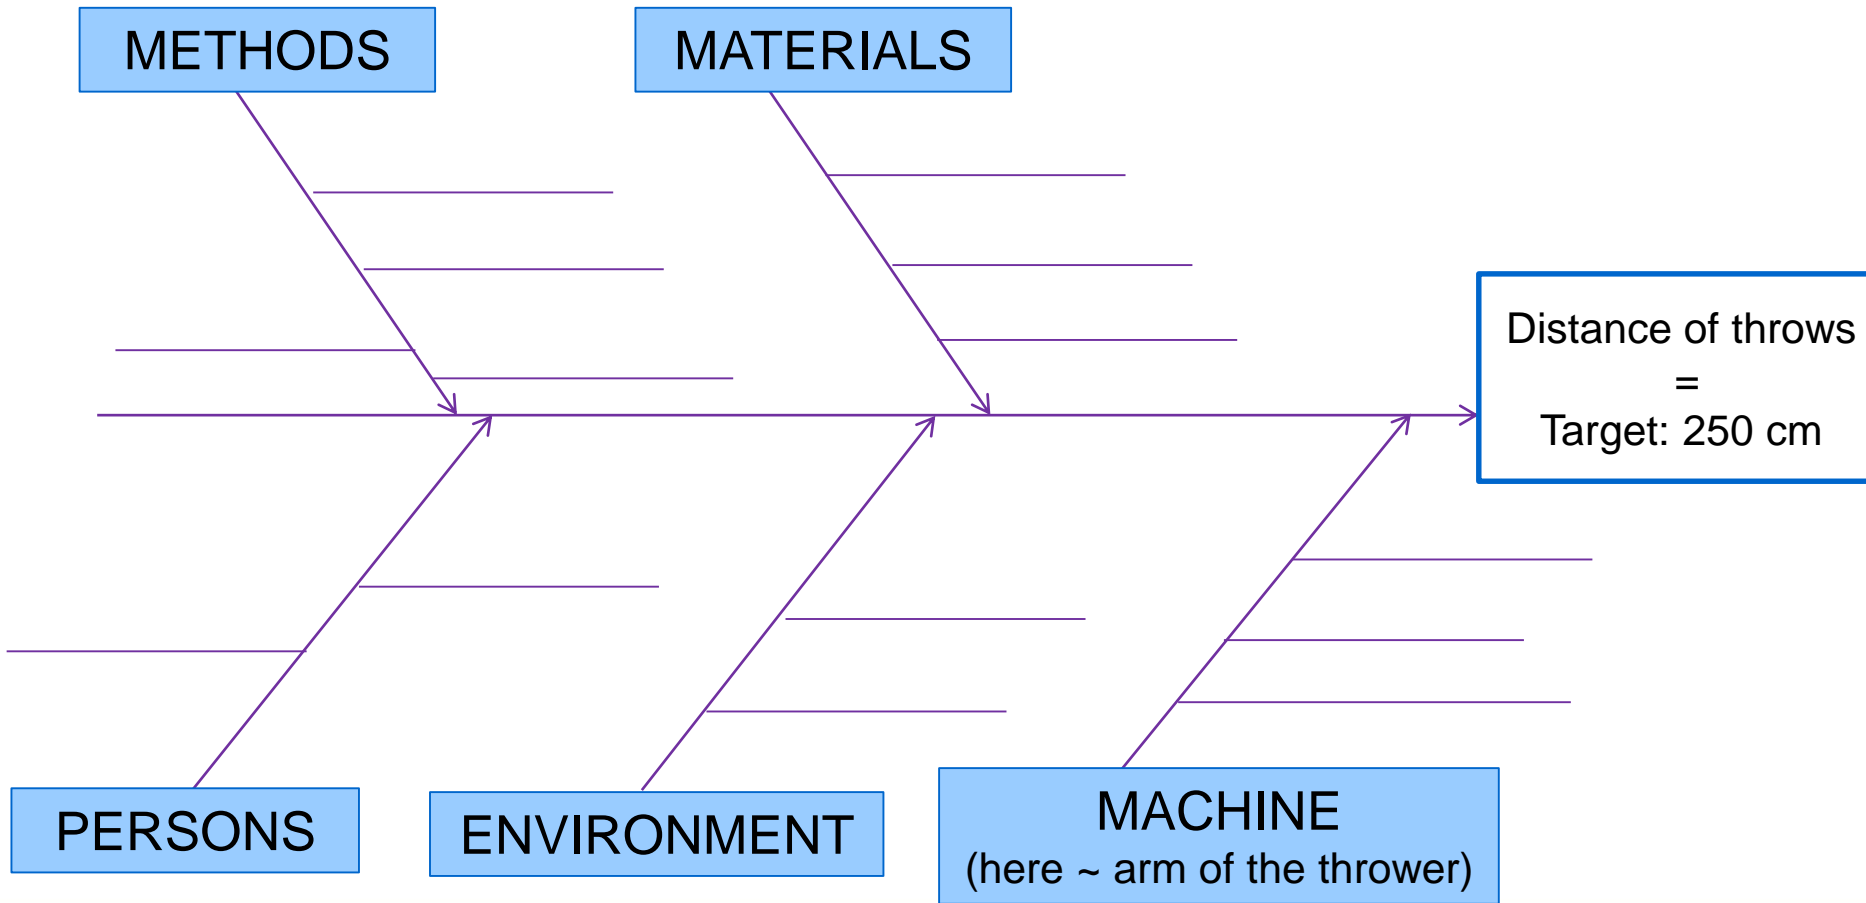 METHODS
MATERIALS
Distance of throws
=
Target: 250 cm
PERSONS
ENVIRONMENT
MACHINE
(here ~ arm of the thrower)